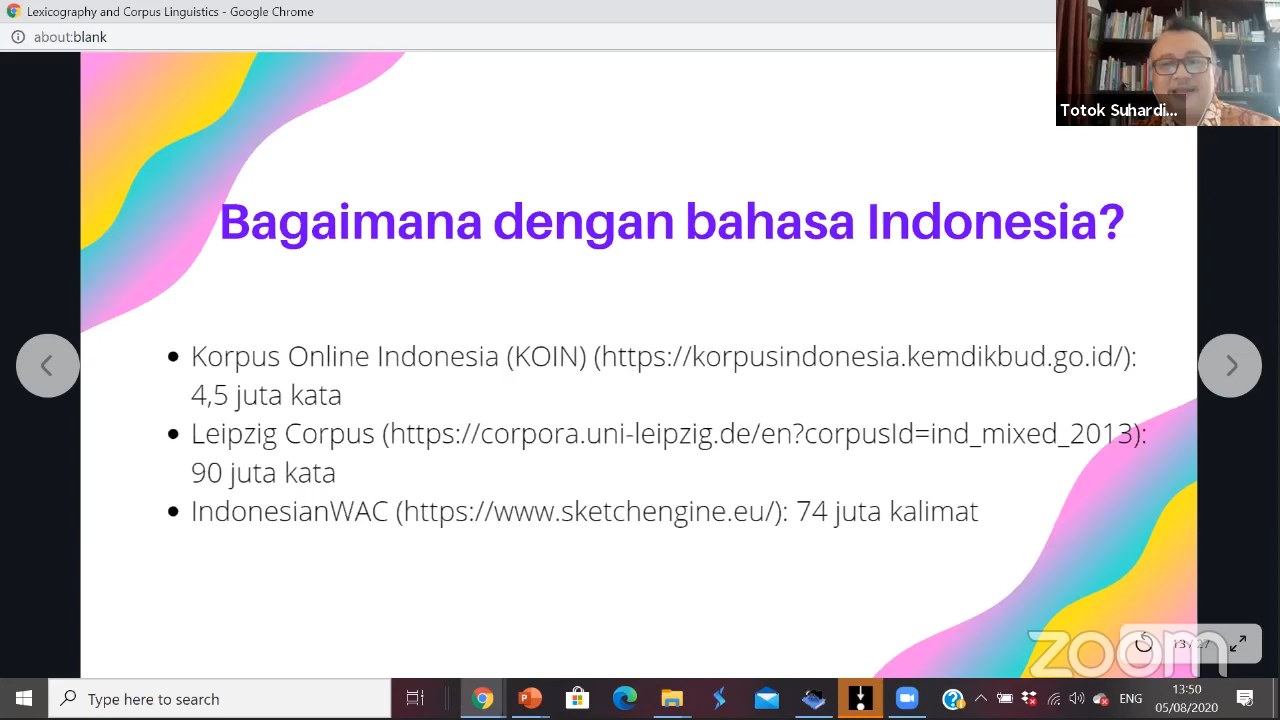 Lexicography and Corpus Linguistics - Google Chrome
about:blank
Totok Suhardi...
Bagaimana dengan bahasa Indonesia?
• Korpus Online Indonesia (KOIN) (https://korpusindonesia.kemdikbud.go.id/):
4,5 juta kata
• Leipzig Corpus (https://corpora.uni-leipzig.de/en?corpusId=ind_mixed_2013):
90 juta kata
• IndonesianWAC (https://www.sketchengine.eu/): 74 juta kalimat
zoom
13 / 27
Type here to search
ENG
13:50
05/08/2020